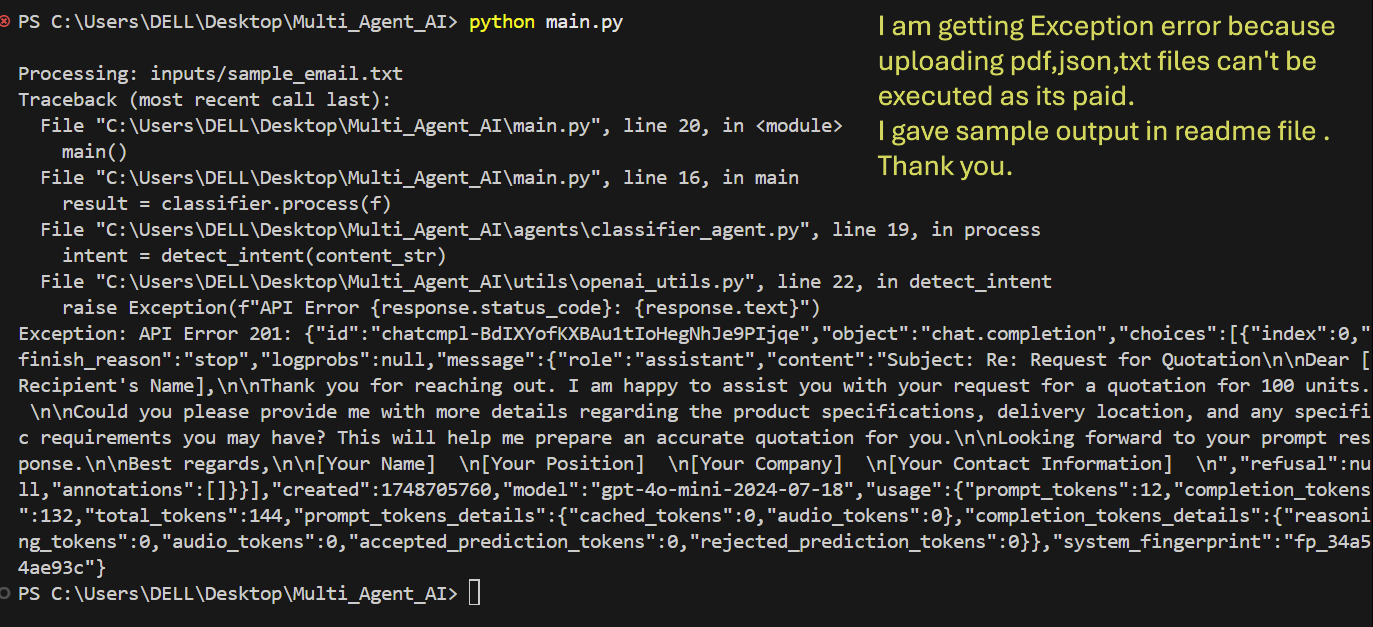 PS C:\Users\DELL\Desktop\Multi_Agent_AI> python main.py
I am getting Exception error because
uploading pdf,json,txt files can't be
executed as its paid.
I gave sample output in readme file .
Thank you.
Processing: inputs/sample_email.txt
Traceback (most recent call last):
  File "C:\Users\DELL\Desktop\Multi_Agent_AI\main.py", line 20, in <module>
    main()
  File "C:\Users\DELL\Desktop\Multi_Agent_AI\main.py", line 16, in main
    result = classifier.process(f)
  File "C:\Users\DELL\Desktop\Multi_Agent_AI\agents\classifier_agent.py", line 19, in process
    intent = detect_intent(content_str)
  File "C:\Users\DELL\Desktop\Multi_Agent_AI\utils\openai_utils.py", line 22, in detect_intent
    raise Exception(f"API Error {response.status_code}: {response.text}")
Exception: API Error 201: {"id":"chatcmpl-BdIXYofKXBAu1tIoHegNhJe9PIjqe","object":"chat.completion","choices":[{"index":0,"
finish_reason":"stop","logprobs":null,"message":{"role":"assistant","content":"Subject: Re: Request for Quotation\n\nDear [
Recipient's Name],\n\nThank you for reaching out. I am happy to assist you with your request for a quotation for 100 units.
 \n\nCould you please provide me with more details regarding the product specifications, delivery location, and any specifi
c requirements you may have? This will help me prepare an accurate quotation for you.\n\nLooking forward to your prompt res
ponse.\n\nBest regards,\n\n[Your Name]  \n[Your Position]  \n[Your Company]  \n[Your Contact Information]  \n","refusal":nu
ll,"annotations":[]}}],"created":1748705760,"model":"gpt-4o-mini-2024-07-18","usage":{"prompt_tokens":12,"completion_tokens
":132,"total_tokens":144,"prompt_tokens_details":{"cached_tokens":0,"audio_tokens":0},"completion_tokens_details":{"reasoni
ng_tokens":0,"audio_tokens":0,"accepted_prediction_tokens":0,"rejected_prediction_tokens":0}},"system_fingerprint":"fp_34a5
4ae93c"}
PS C:\Users\DELL\Desktop\Multi_Agent_AI>